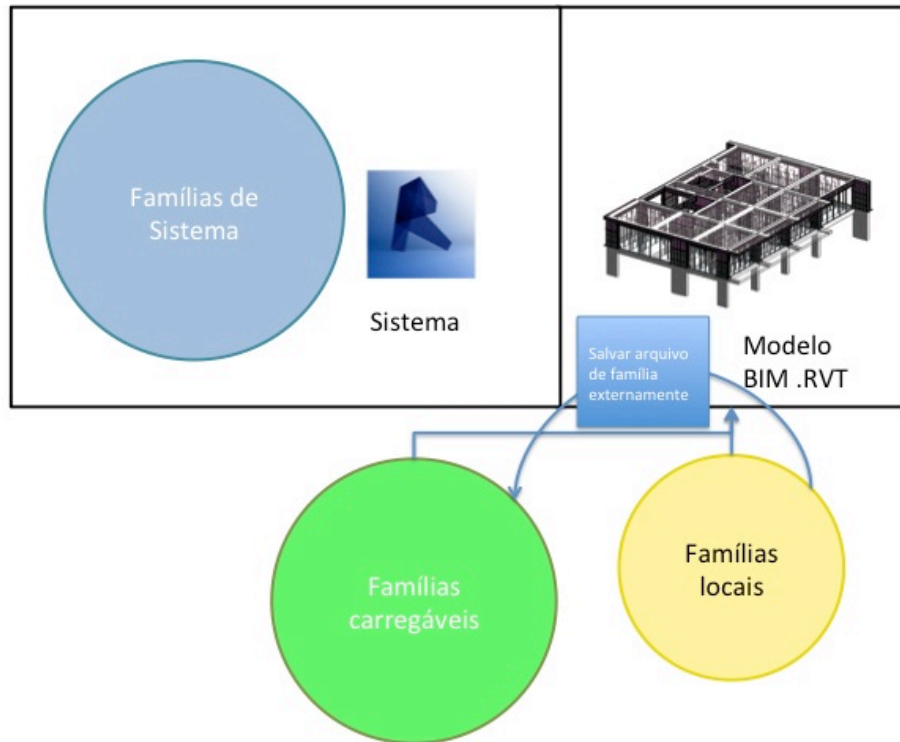 Famílias de
Sistema
Sistema
Salvar arquivo
de família
externamente
Modelo
BIM .RVT
Famílias
carregáveis
Famílias
locais